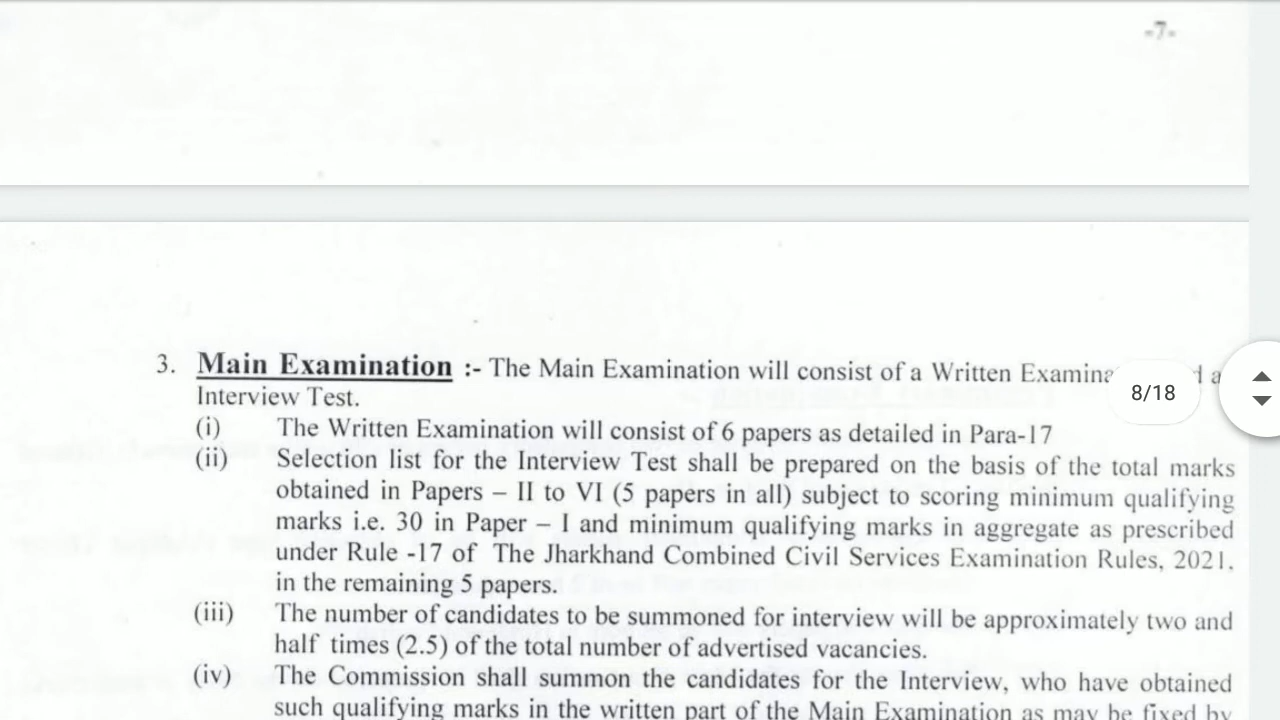 -7-
3. Main Examination :- The Main Examination will consist of a Written Examina d a
8/18
Interview Test.
(i) The Written Examination will consist of 6 papers as detailed in Para-17
(ii) Selection list for the Interview Test shall be prepared on the basis of the total marks
obtained in Papers – II to VI (5 papers in all) subject to scoring minimum qualifying
marks i.e. 30 in Paper – I and minimum qualifying marks in aggregate as prescribed
under Rule -17 of The Jharkhand Combined Civil Services Examination Rules, 2021,
in the remaining 5 papers.
(iii) The number of candidates to be summoned for interview will be approximately two and
half times (2.5) of the total number of advertised vacancies.
(iv) The Commission shall summon the candidates for the Interview, who have obtained
such qualifying marks in the written part of the Main Examination as may be fixed by